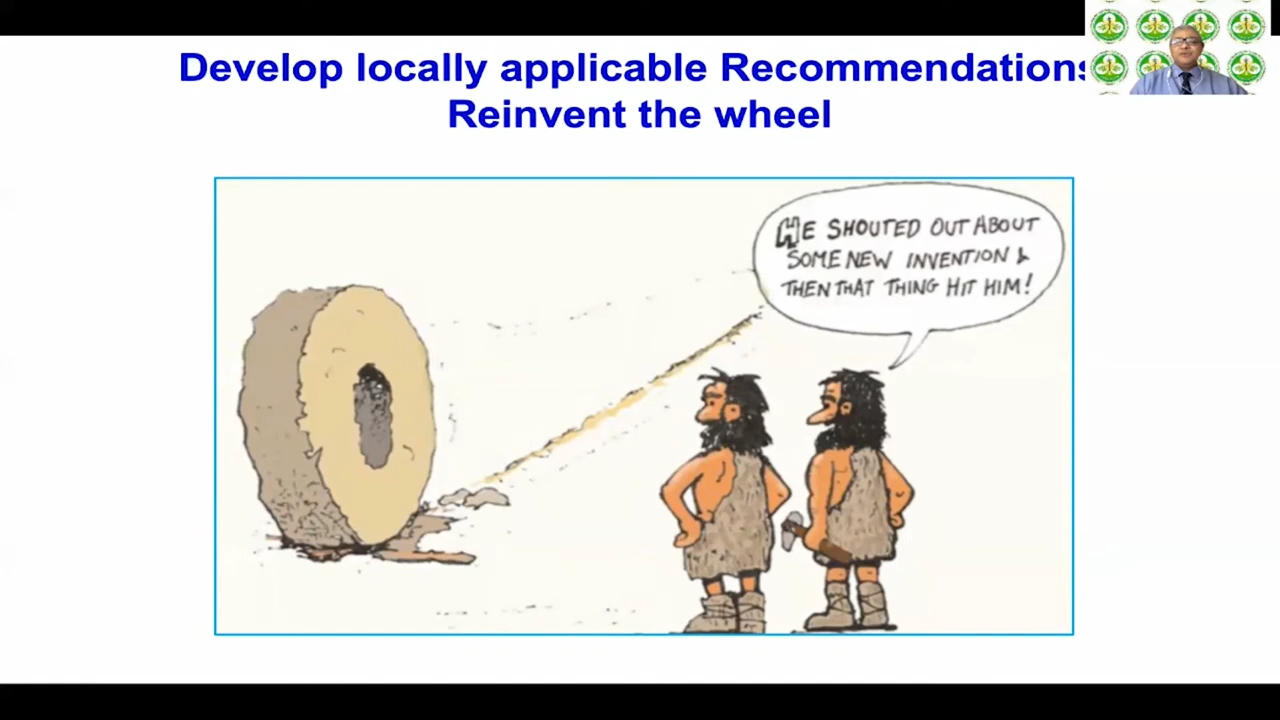 Develop locally applicable Recommendations
Reinvent the wheel
HE SHOUTED OUT ABOUT
SOME NEW INVENTION &
THEN THAT THING HIT HIM!